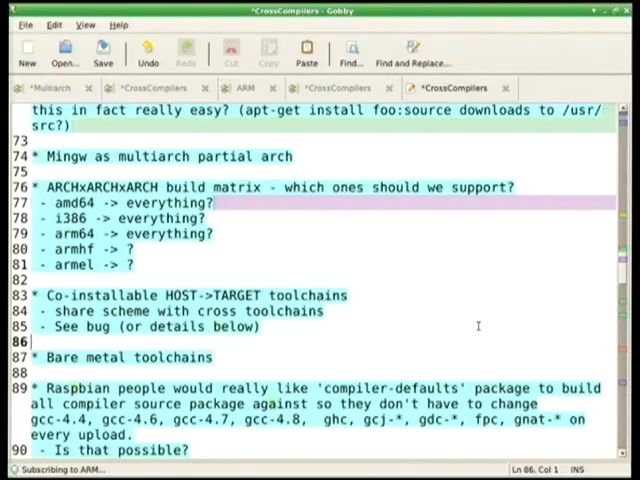 *CrossCompilers - Gobby
File Edit View Help
New Open... Save Undo Redo Cut Copy Paste Find... Find and Replace...
*Multiarch *CrossCompilers ARM *CrossCompilers *CrossCompilers
this in fact really easy? (apt-get install foo:source downloads to /usr/
src?)
73
74 * Mingw as multiarch partial arch
75
76 * ARCHxARCHxARCH build matrix - which ones should we support?
77 - amd64 -> everything?
78 - i386 -> everything?
79 - arm64 -> everything?
80 - armhf -> ?
81 - armel -> ?
82
83 * Co-installable HOST->TARGET toolchains
84 - share scheme with cross toolchains
85 - See bug (or details below)
86
87 * Bare metal toolchains
88
89 * Raspbian people would really like 'compiler-defaults' package to build
all compiler source package against so they don't have to change
gcc-4.4, gcc-4.6, gcc-4.7, gcc-4.8, ghc, gcj-*, gdc-*, fpc, gnat-* on
every upload.
90 - Is that possible?
Subscribing to ARM... Ln 86, Col 1 INS